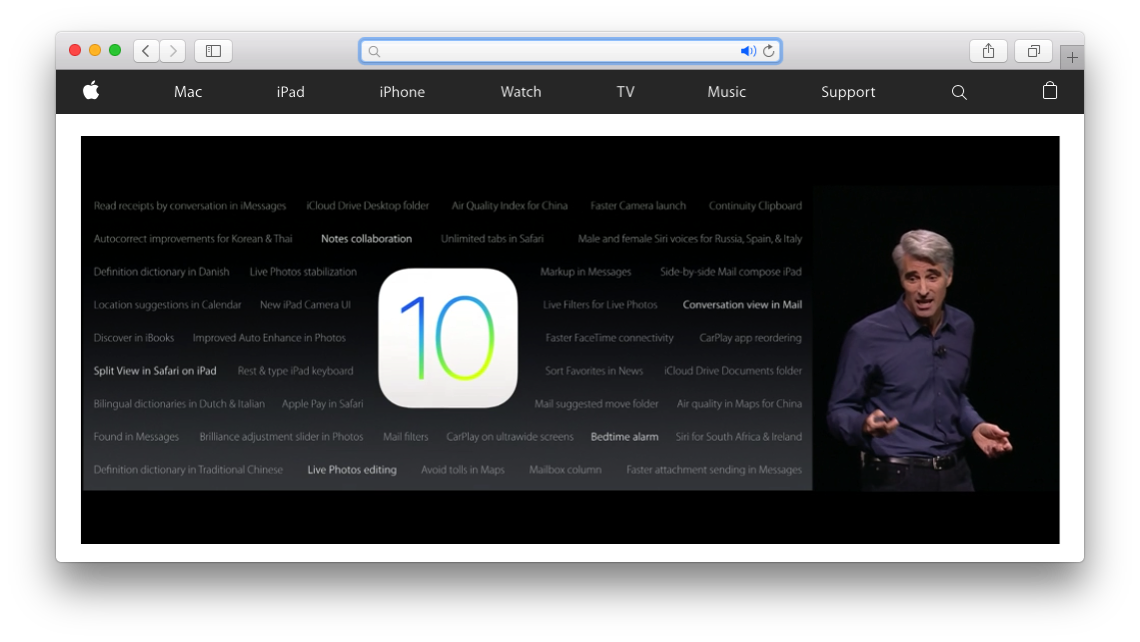 Mac iPad iPhone Watch TV Music Support
Read receipts by conversation in iMessages iCloud Drive Desktop folder Air Quality Index for China Faster Camera launch Continuity Clipboard
Autocorrect improvements for Korean & Thai Notes collaboration Unlimited tabs in Safari Male and female Siri voices for Russia, Spain, & Italy
Definition dictionary in Danish Live Photos stabilization Markup in Messages Side-by-side Mail compose iPad
Location suggestions in Calendar New iPad Camera UI Live Filters for Live Photos Conversation view in Mail
10
Discover in iBooks Improved Auto Enhance in Photos Faster FaceTime connectivity CarPlay app reordering
Split View in Safari on iPad Rest & type iPad keyboard Sort Favorites in News iCloud Drive Documents folder
Bilingual dictionaries in Dutch & Italian Apple Pay in Safari Mail suggested move folder Air quality in Maps for China
Found in Messages Brilliance adjustment slider in Photos Mail filters CarPlay on ultrawide screens Bedtime alarm Siri for South Africa & Ireland
Definition dictionary in Traditional Chinese Live Photos editing Avoid tolls in Maps Mailbox column Faster attachment sending in Messages